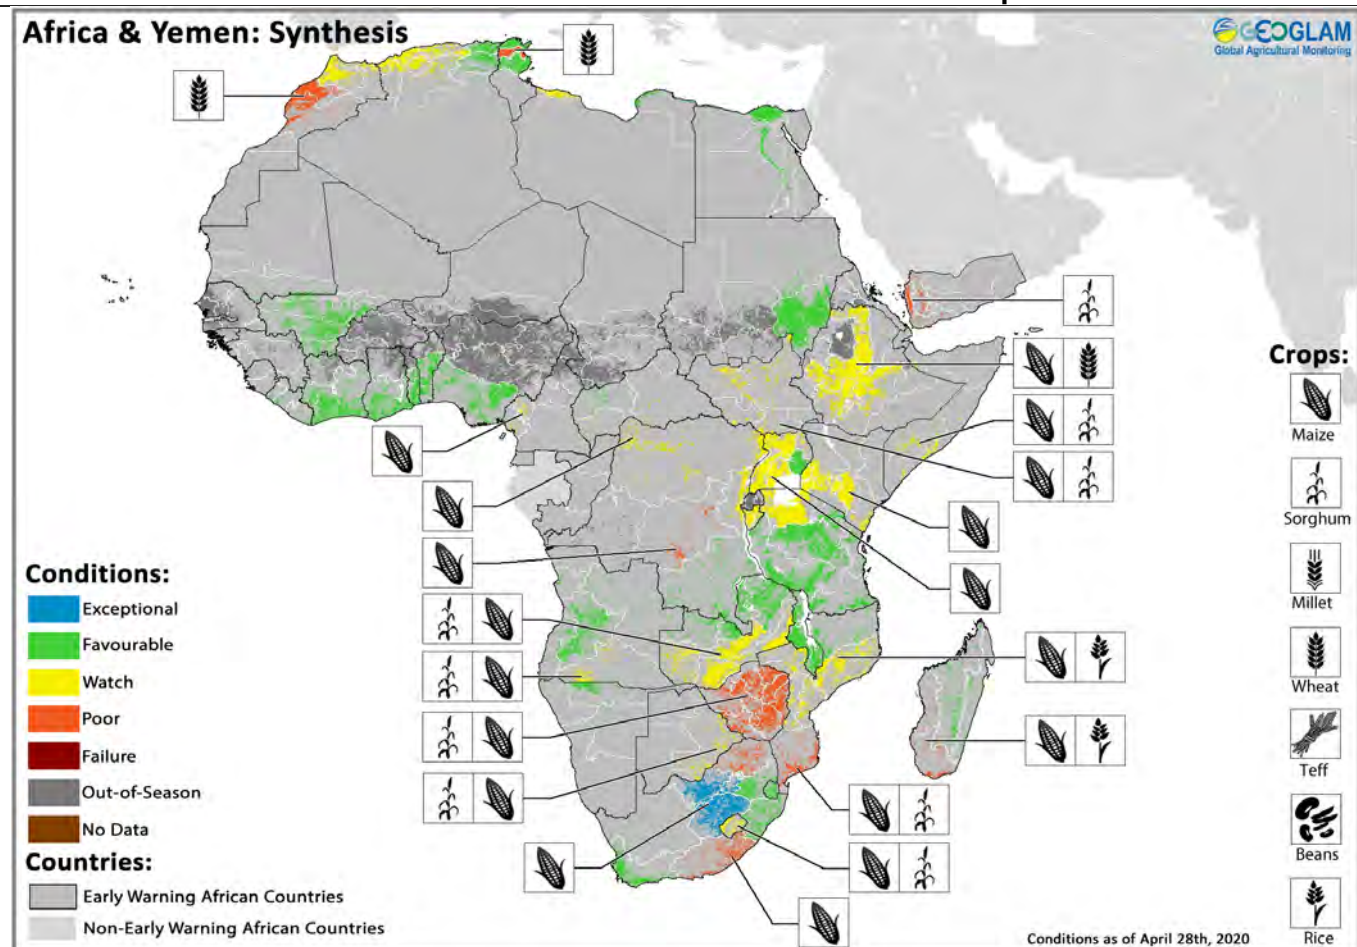 Africa & Yemen: Synthesis
GEOGLAM
Global Agricultural Monitoring
Crops:
Maize
Sorghum
Millet
Wheat
Teff
Beans
Rice
Conditions:
Exceptional
Favourable
Watch
Poor
Failure
Out-of-Season
No Data
Countries:
Early Warning African Countries
Non-Early Warning African Countries
Conditions as of April 28th, 2020